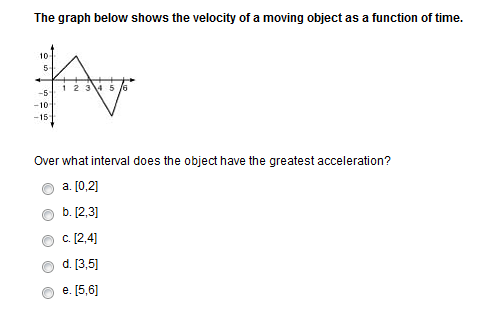 The graph below shows the velocity of a moving object as a function of time.
10
5
1 2 3 4 5 6
-5
-10
-15
Over what interval does the object have the greatest acceleration?
a. [0,2]
b. [2,3]
c. [2,4]
d. [3,5]
e. [5,6]